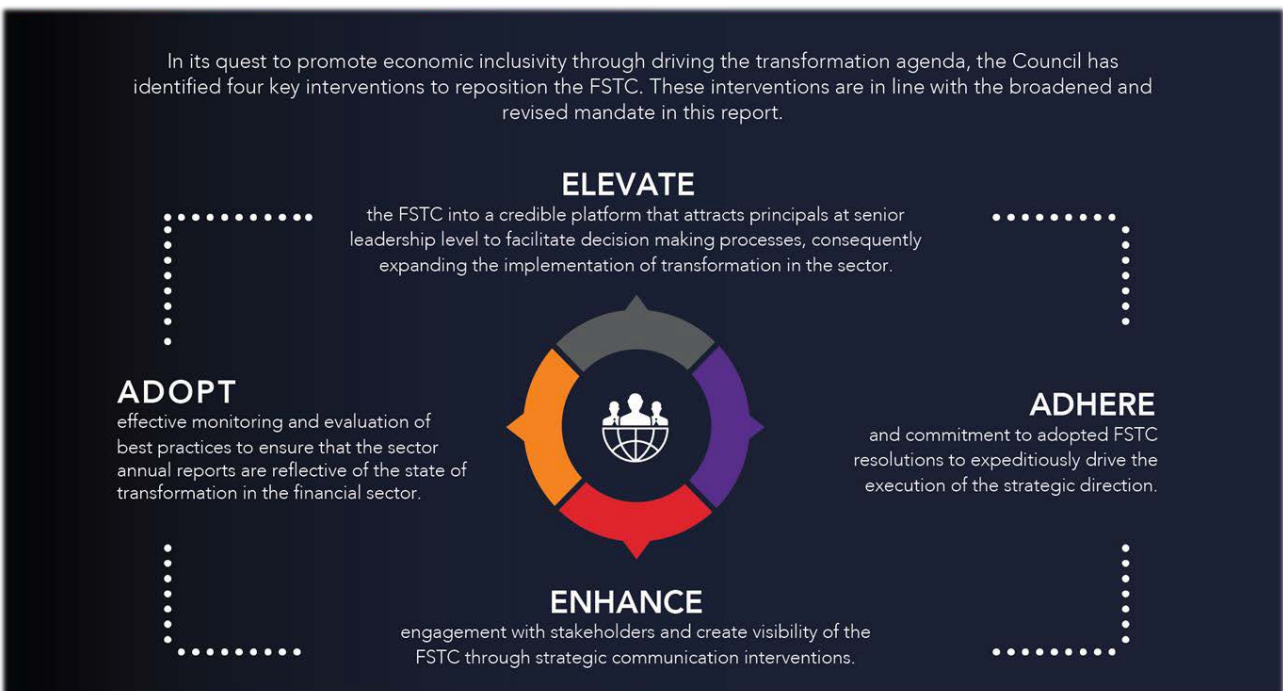 In its quest to promote economic inclusivity through driving the transformation agenda, the Council has
identified four key interventions to reposition the FSTC. These interventions are in line with the broadened and
revised mandate in this report.
ELEVATE
the FSTC into a credible platform that attracts principals at senior
leadership level to facilitate decision making processes, consequently
expanding the implementation of transformation in the sector.
ADOPT
effective monitoring and evaluation of
best practices to ensure that the sector
annual reports are reflective of the state of
transformation in the financial sector.
ADHERE
and commitment to adopted FSTC
resolutions to expeditiously drive the
execution of the strategic direction.
ENHANCE
engagement with stakeholders and create visibility of the
FSTC through strategic communication interventions.